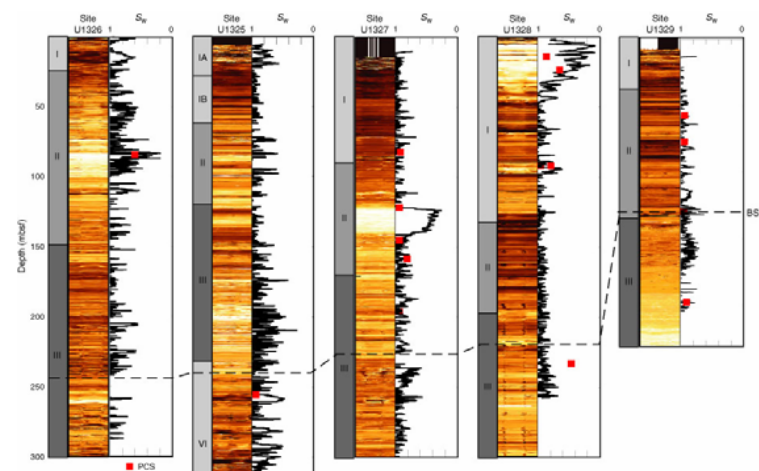 Site Sw
U1326 1 0
Site Sw
U1325 1 0
Site Sw
U1327 1 0
Site Sw
U1328 1 0
Site Sw
U1329 1 0
Depth (mbsf)
50
100
150
200
250
300
I
II
III
IA
IB
II
III
VI
I
II
III
I
II
III
I
II
III
BS
PCS